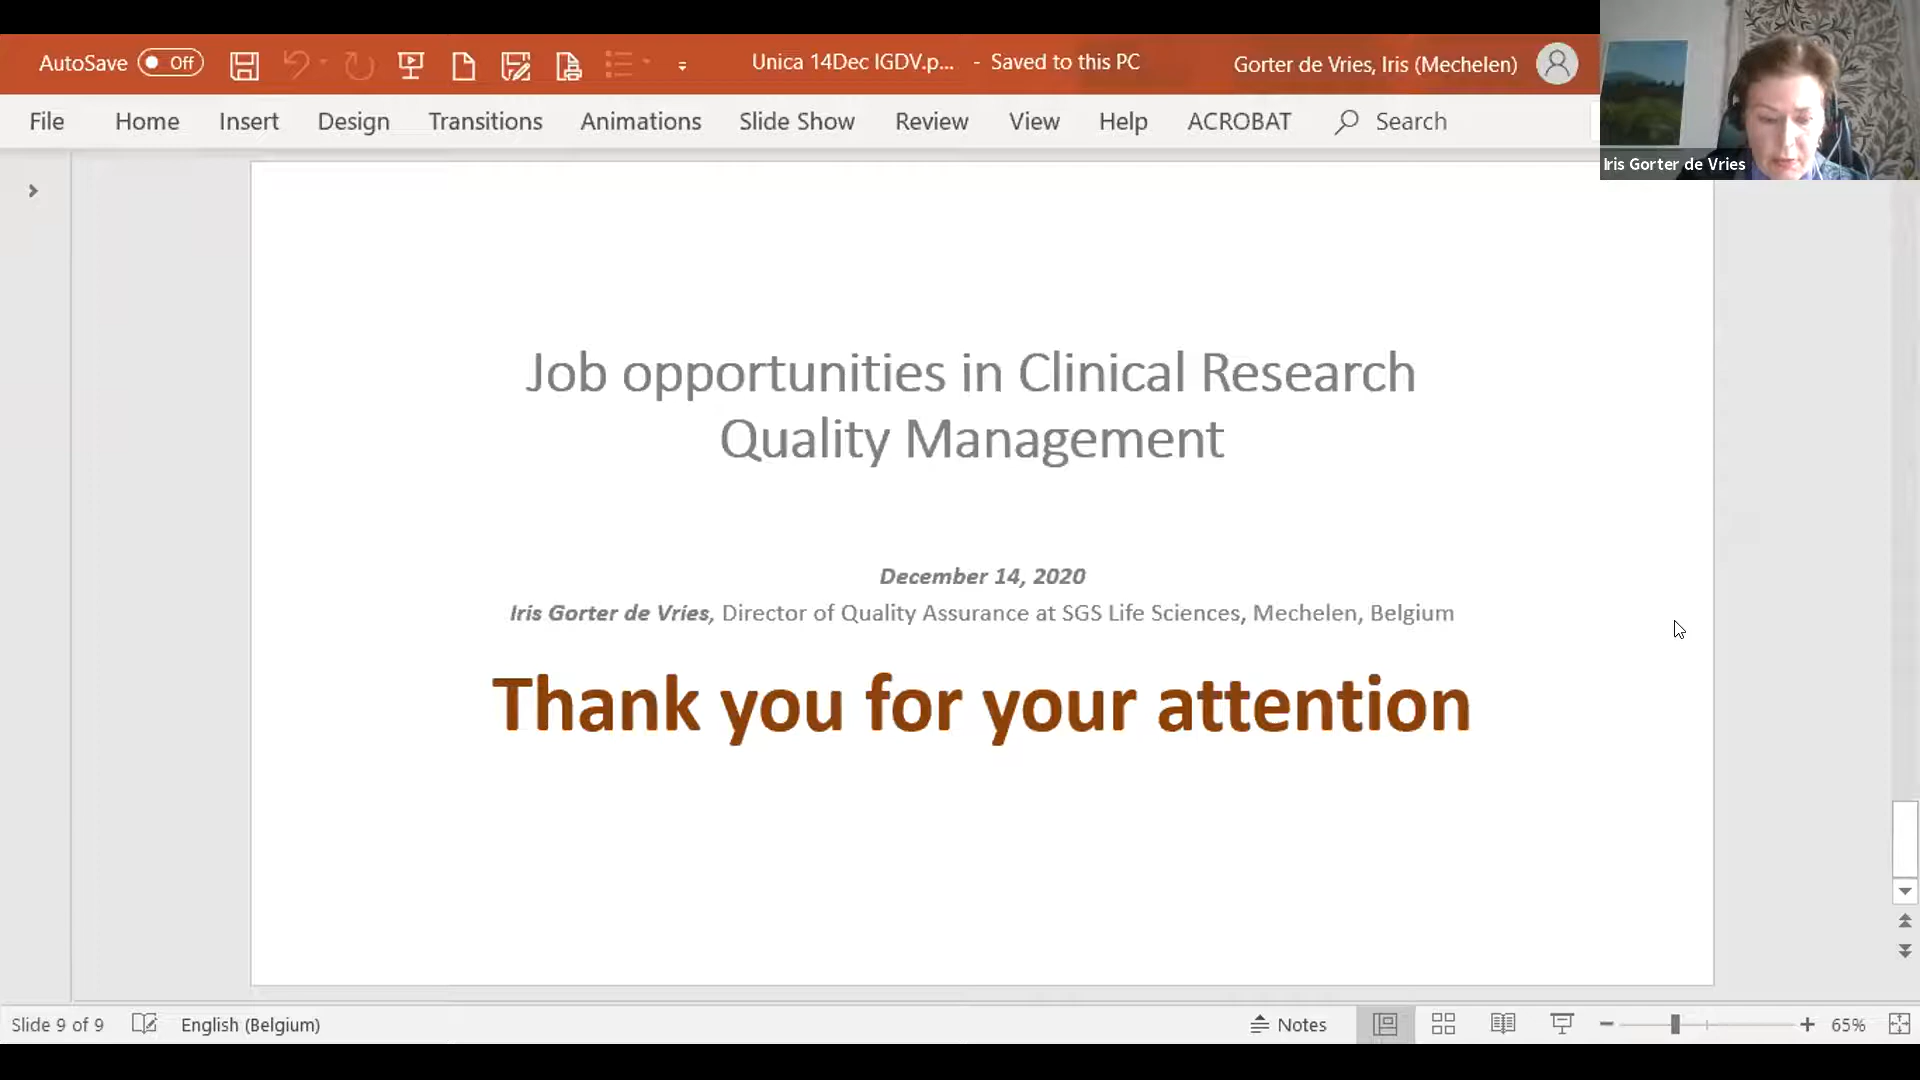 AutoSave Off Unica 14Dec IGDV.p... - Saved to this PC Gorter de Vries, Iris (Mechelen)
File Home Insert Design Transitions Animations Slide Show Review View Help ACROBAT Search
Iris Gorter de Vries
Job opportunities in Clinical Research
Quality Management
December 14, 2020
Iris Gorter de Vries, Director of Quality Assurance at SGS Life Sciences, Mechelen, Belgium
Thank you for your attention
Slide 9 of 9 English (Belgium) Notes 65%